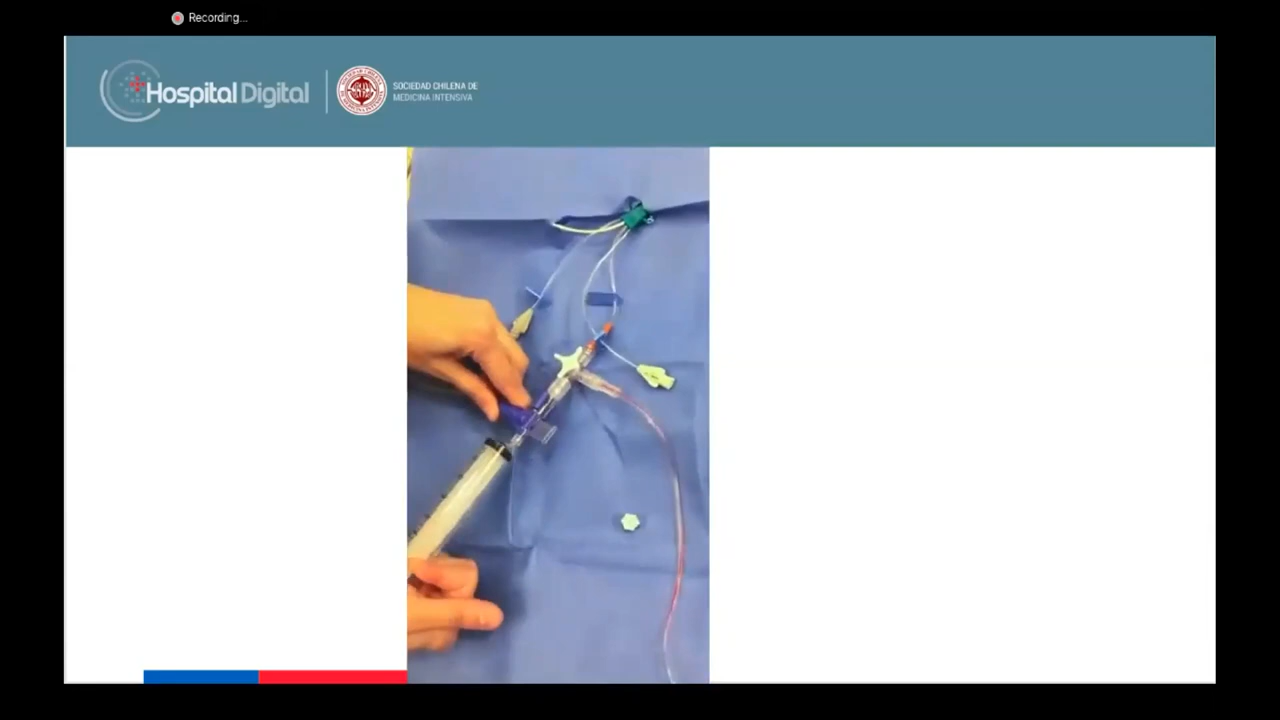 Recording...
Hospital Digital
SOCIEDAD CHILENA DE
MEDICINA INTENSIVA